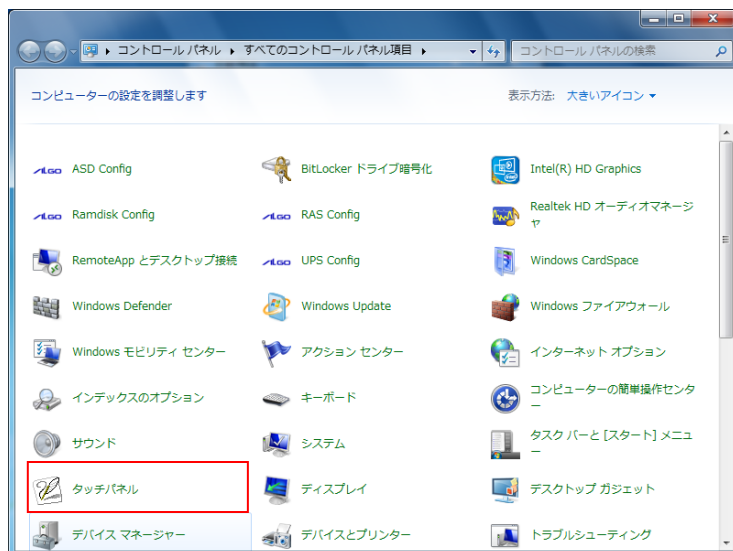 コントロール パネル すべてのコントロール パネル項目 コントロール パネルの検索
コンピューターの設定を調整します 表示方法: 大きいアイコン
ALGO ASD Config BitLocker ドライブ暗号化 Intel(R) HD Graphics
ALGO Ramdisk Config ALGO RAS Config Realtek HD オーディオマネージ
ャ
RemoteApp とデスクトップ接続 ALGO UPS Config Windows CardSpace
Windows Defender Windows Update Windows ファイアウォール
Windows モビリティ センター アクション センター インターネット オプション
インデックスのオプション キーボード コンピューターの簡単操作センタ
ー
サウンド システム タスク バーと [スタート] メニュ
ー
タッチパネル ディスプレイ デスクトップ ガジェット
デバイス マネージャー デバイスとプリンター トラブルシューティング